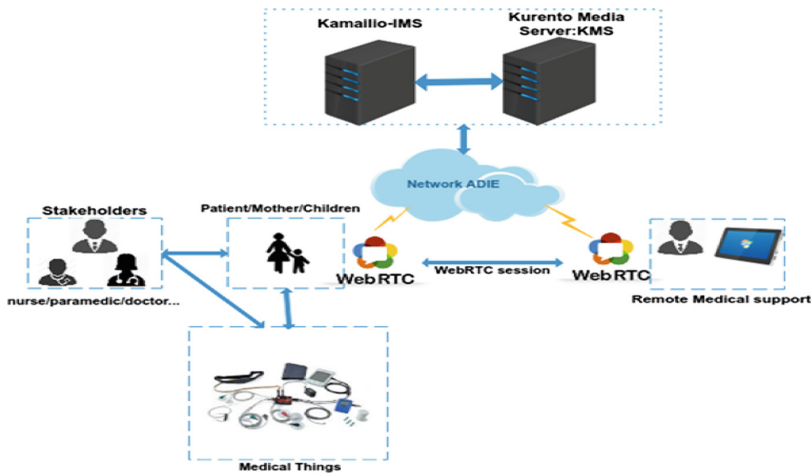 Kamailio-IMS
Kurento Media
Server:KMS
Network ADIE
Stakeholders
Patient/Mother/Children
WebRTC
WebRTC session
WebRTC
nurse/paramedic/doctor...
Remote Medical support
Medical Things